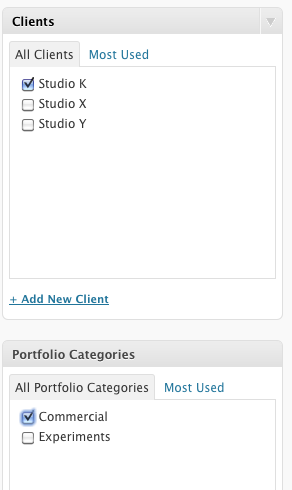 Clients
All Clients Most Used
Studio K
Studio X
Studio Y
+ Add New Client
Portfolio Categories
All Portfolio Categories Most Used
Commercial
Experiments